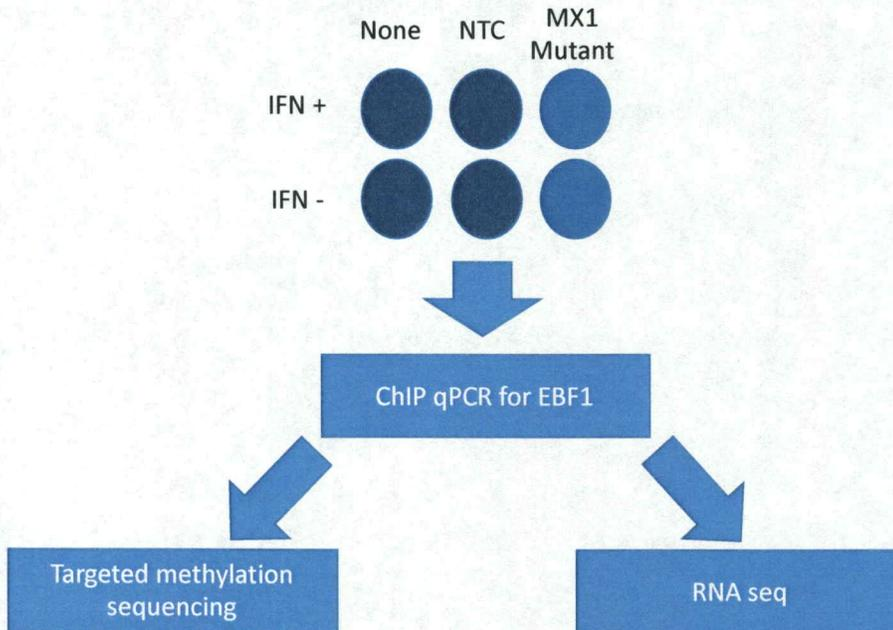 None NTC MX1
Mutant
IFN +
IFN -
ChIP qPCR for EBF1
Targeted methylation
sequencing
RNA seq